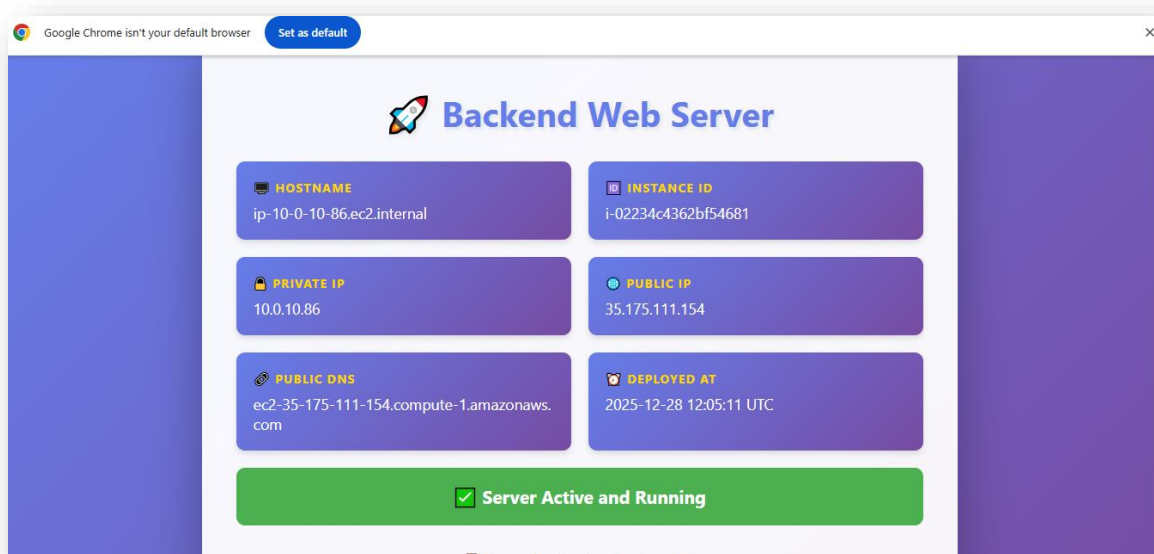 Google Chrome isn't your default browser
Set as default
🚀 Backend Web Server
HOSTNAME
ip-10-0-10-86.ec2.internal
INSTANCE ID
i-02234c4362bf54681
PRIVATE IP
10.0.10.86
PUBLIC IP
35.175.111.154
PUBLIC DNS
ec2-35-175-111-154.compute-1.amazonaws.
com
DEPLOYED AT
2025-12-28 12:05:11 UTC
✅ Server Active and Running